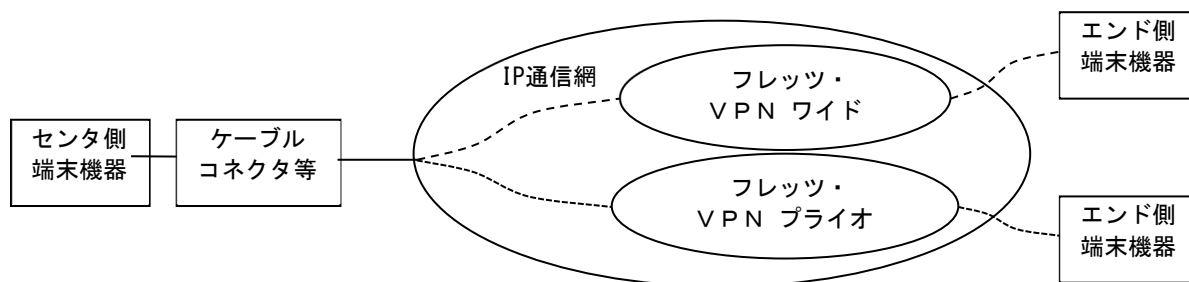 エンド側
端末機器
IP通信網
フレッツ・
ＶＰＮ ワイド
センタ側
端末機器
ケーブル
コネクタ等
フレッツ・
ＶＰＮ プライオ
エンド側
端末機器